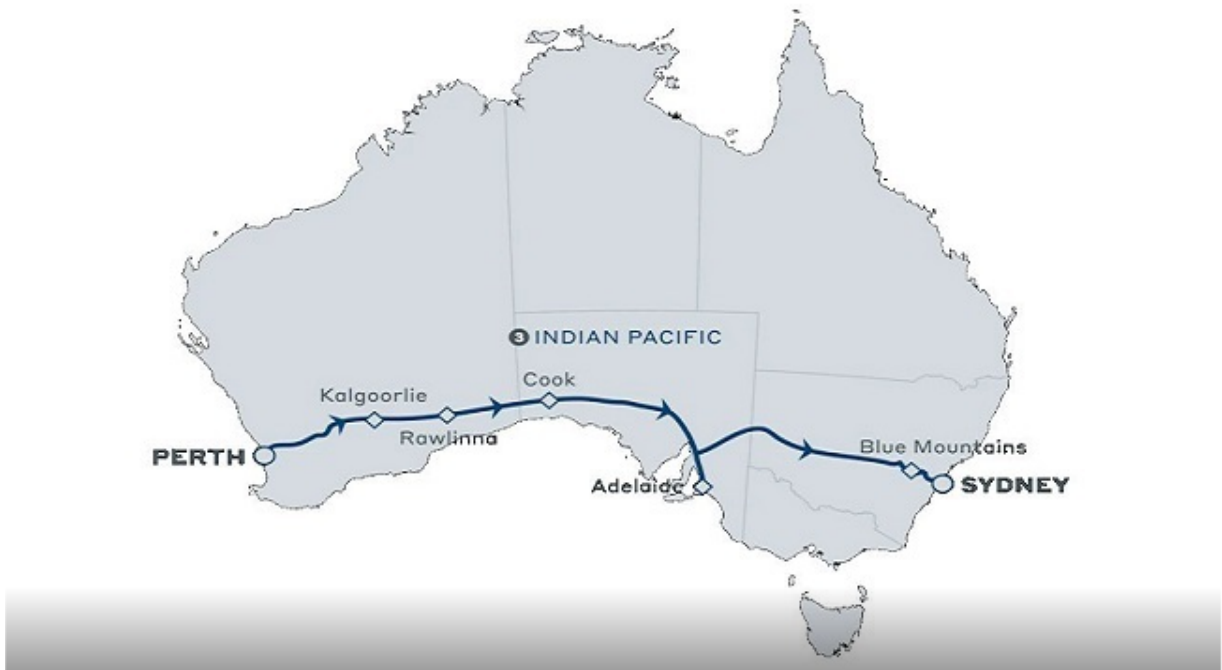 3 INDIAN PACIFIC
Cook
Kalgoorlie
Rawlinna
Blue Mountains
PERTH
Adelaide
SYDNEY